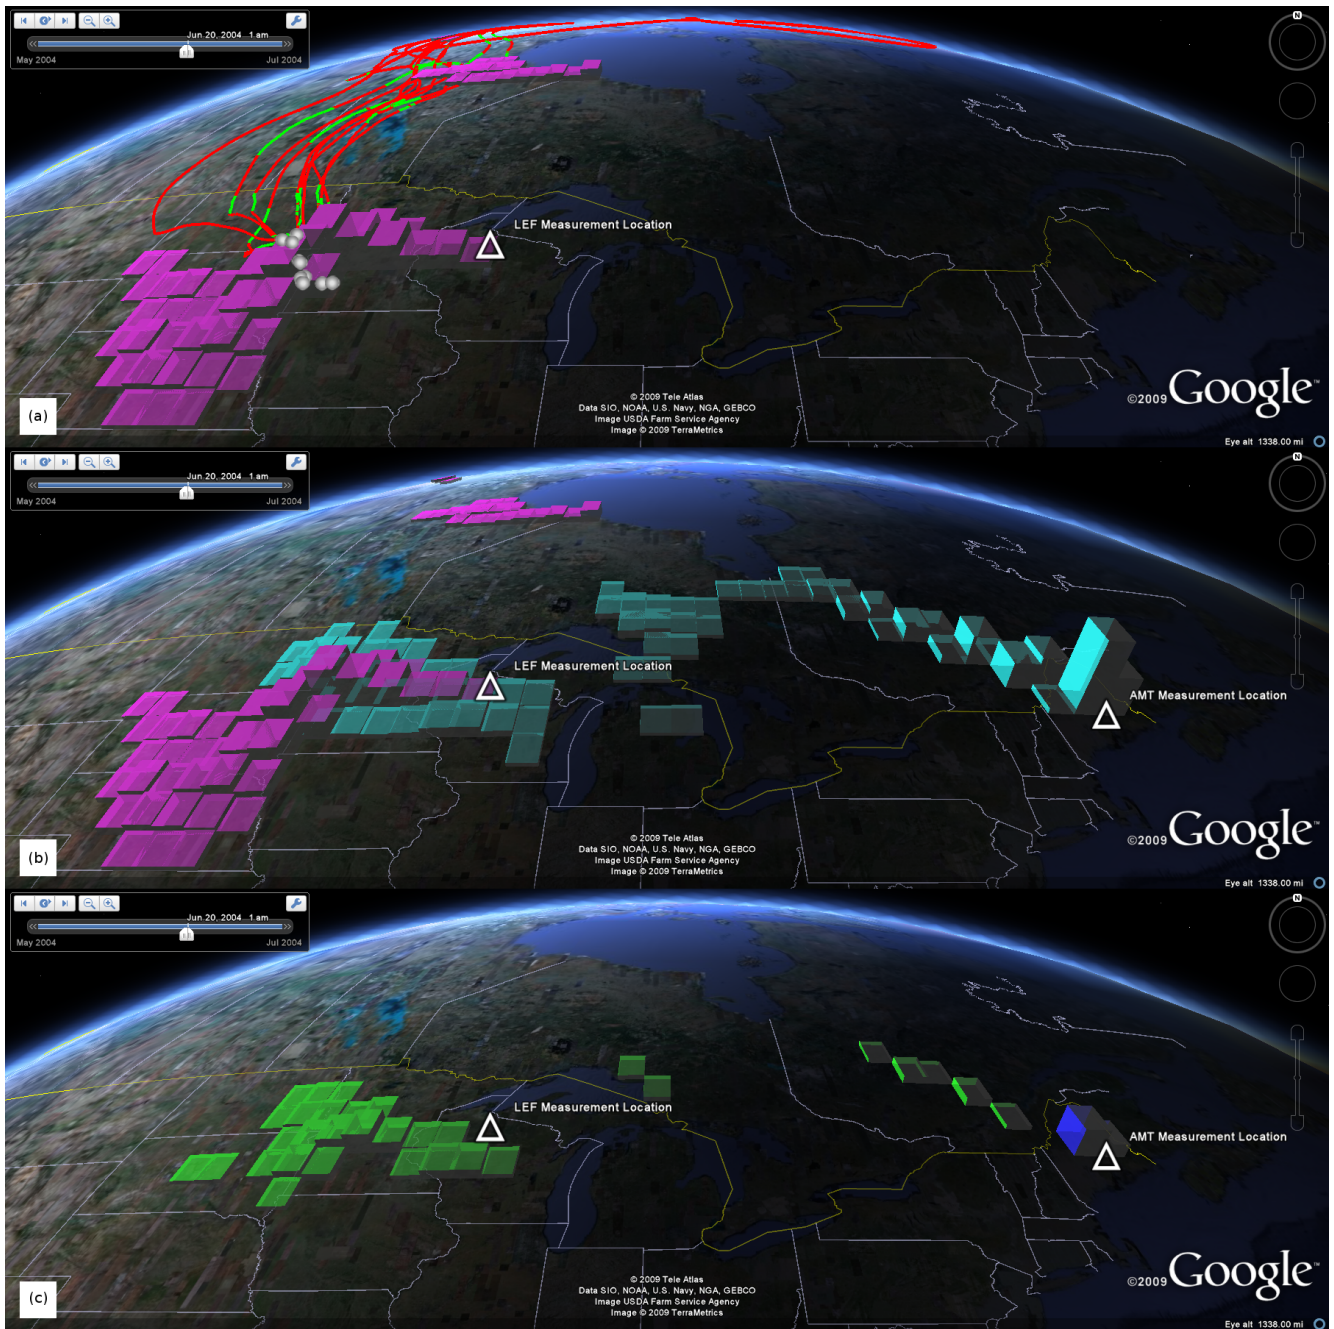 Jun 20, 2004 1 am
May 2004
Jul 2004
N
LEF Measurement Location
© 2009 Tele Atlas
Data SIO, NOAA, U.S. Navy, NGA, GEBCO
Image USDA Farm Service Agency
Image © 2009 TerraMetrics
©2009 Google™
(a)
Eye alt 1338.00 mi
Jun 20, 2004 1 am
May 2004
Jul 2004
N
LEF Measurement Location
AMT Measurement Location
© 2009 Tele Atlas
Data SIO, NOAA, U.S. Navy, NGA, GEBCO
Image USDA Farm Service Agency
Image © 2009 TerraMetrics
©2009 Google™
(b)
Eye alt 1338.00 mi
Jun 20, 2004 1 am
May 2004
Jul 2004
N
LEF Measurement Location
AMT Measurement Location
© 2009 Tele Atlas
Data SIO, NOAA, U.S. Navy, NGA, GEBCO
Image USDA Farm Service Agency
Image © 2009 TerraMetrics
©2009 Google™
(c)
Eye alt 1338.00 mi